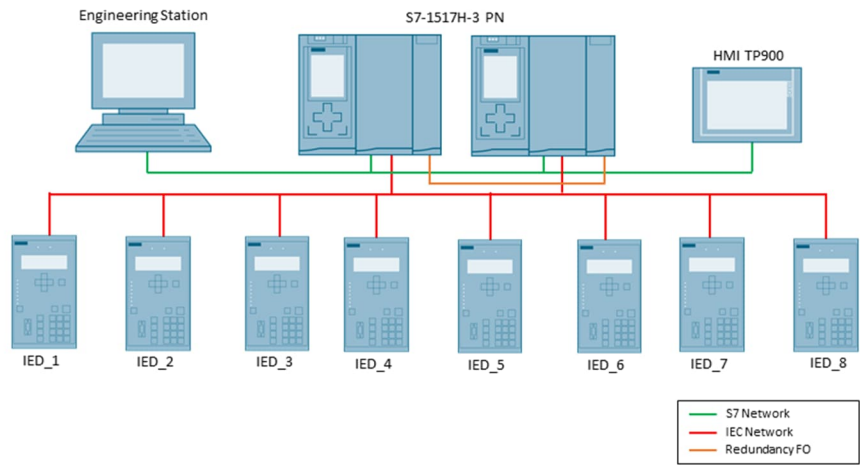 Engineering Station
S7-1517H-3 PN
HMI TP900
IED_1
IED_2
IED_3
IED_4
IED_5
IED_6
IED_7
IED_8
S7 Network
IEC Network
Redundancy FO